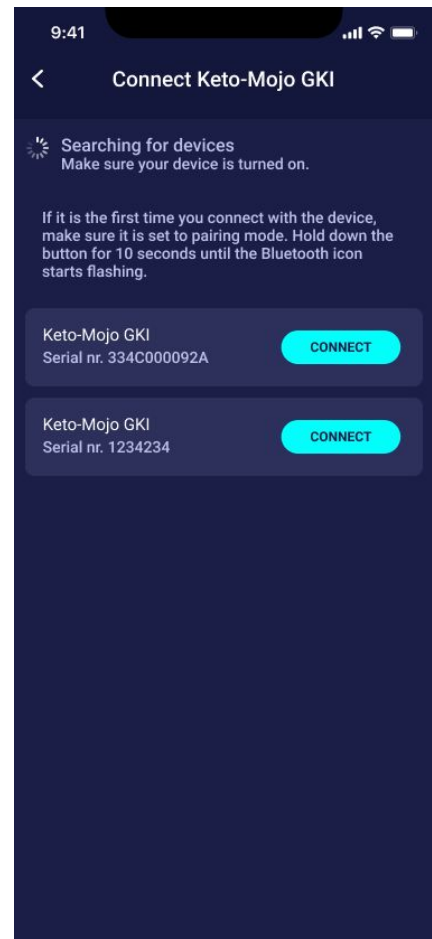 9:41
Connect Keto-Mojo GKI
Searching for devices
Make sure your device is turned on.
If it is the first time you connect with the device,
make sure it is set to pairing mode. Hold down the
button for 10 seconds until the Bluetooth icon
starts flashing.
Keto-Mojo GKI
CONNECT
Serial nr. 334C000092A
Keto-Mojo GKI
CONNECT
Serial nr. 1234234